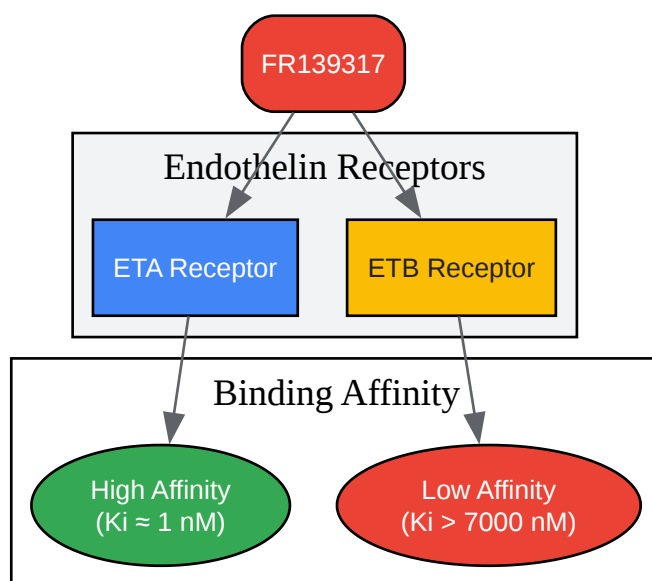 FR139317
Endothelin Receptors
ETA Receptor
ETB Receptor
Binding Affinity
High Affinity
(Ki ≈ 1 nM)
Low Affinity
(Ki > 7000 nM)